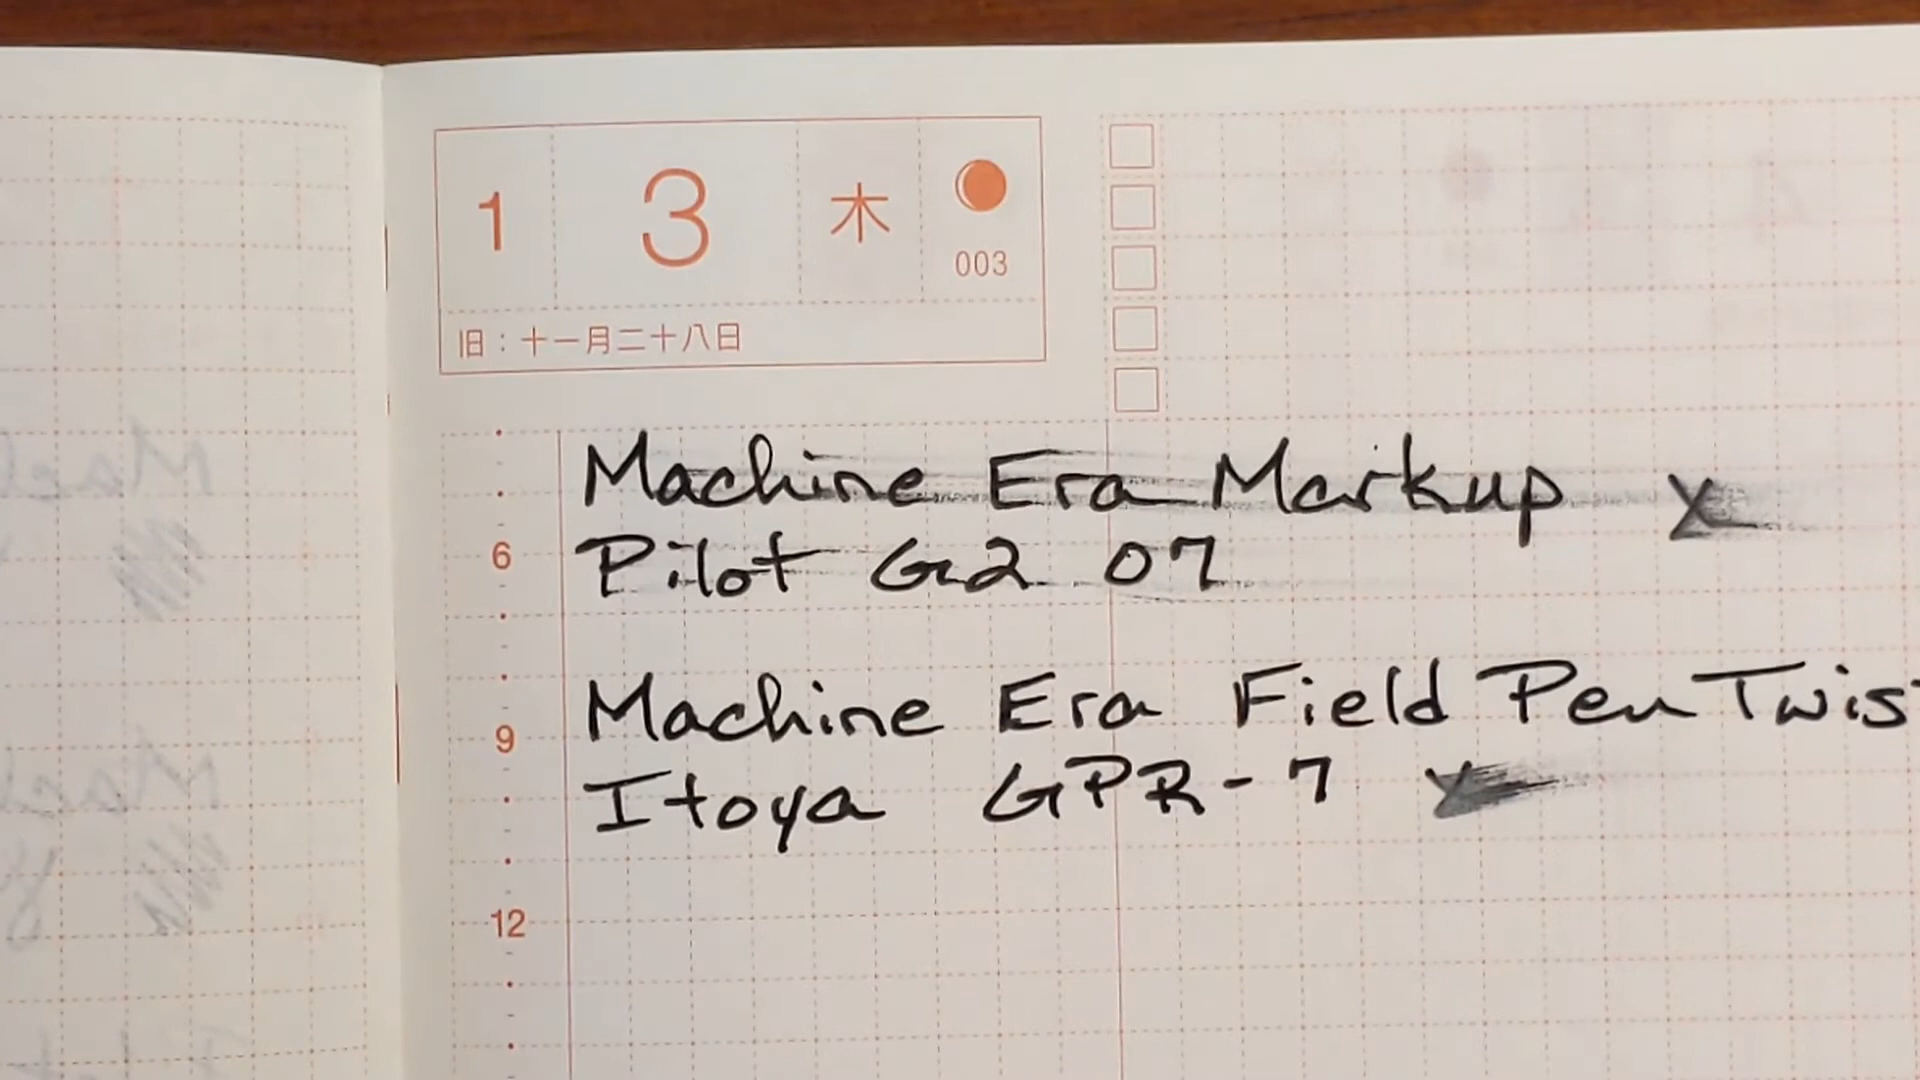 1 3 木
003
旧：十一月二十八日
Machine Era Markup x
6 Pilot G2 07
Machine Era Field Pen Twist
9
Itoya GPR-7 x
12